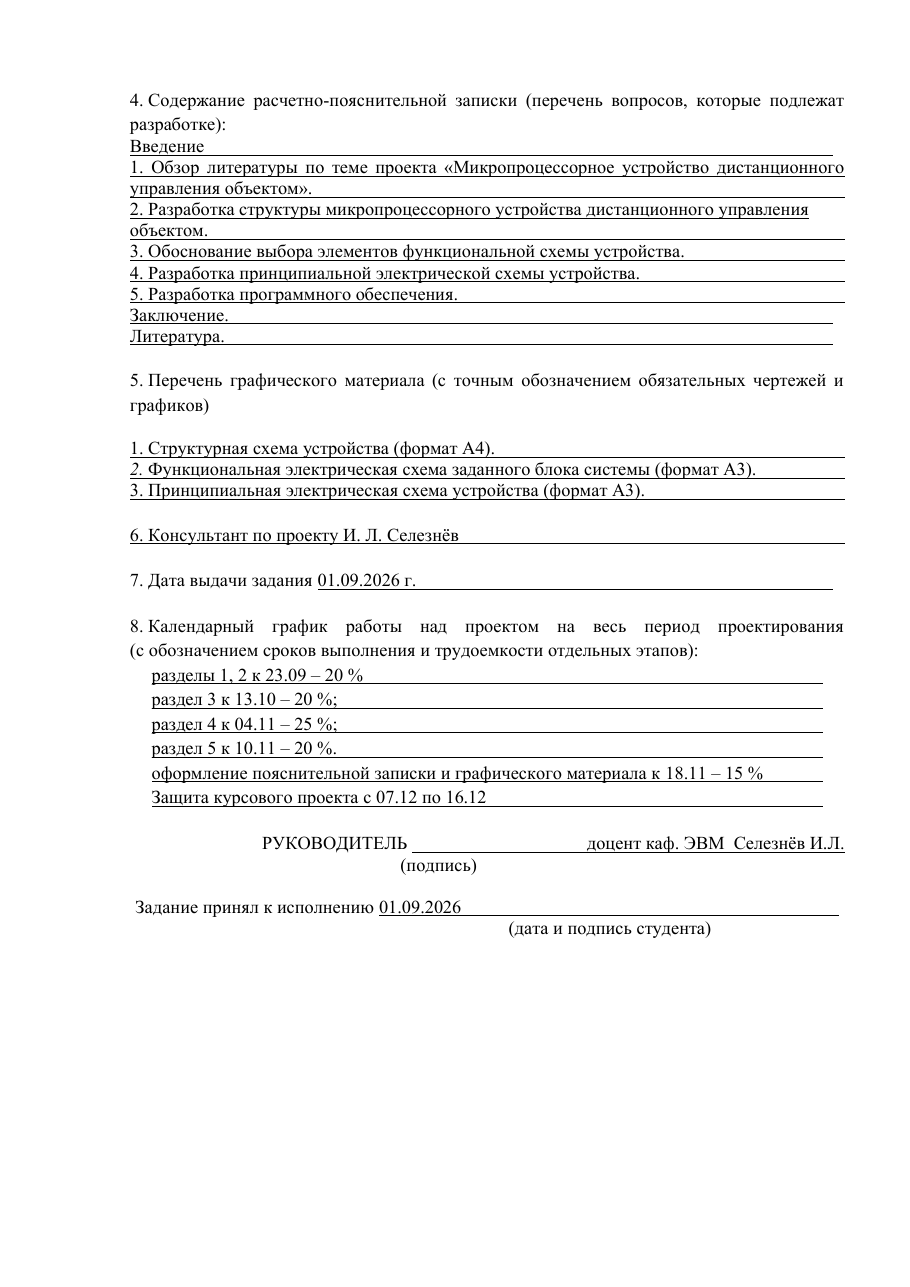 4. Содержание расчетно-пояснительной записки (перечень вопросов, которые подлежат
разработке):
Введение
1. Обзор литературы по теме проекта «Микропроцессорное устройство дистанционного
управления объектом».
2. Разработка структуры микропроцессорного устройства дистанционного управления
объектом.
3. Обоснование выбора элементов функциональной схемы устройства.
4. Разработка принципиальной электрической схемы устройства.
5. Разработка программного обеспечения.
Заключение.
Литература.
5. Перечень графического материала (с точным обозначением обязательных чертежей и
графиков)
1. Структурная схема устройства (формат А4).
2. Функциональная электрическая схема заданного блока системы (формат А3).
3. Принципиальная электрическая схема устройства (формат А3).
6. Консультант по проекту И. Л. Селезнёв
7. Дата выдачи задания 01.09.2026 г.
8. Календарный график работы над проектом на весь период проектирования
(с обозначением сроков выполнения и трудоемкости отдельных этапов):
разделы 1, 2 к 23.09 – 20 %
раздел 3 к 13.10 – 20 %;
раздел 4 к 04.11 – 25 %;
раздел 5 к 10.11 – 20 %.
оформление пояснительной записки и графического материала к 18.11 – 15 %
Защита курсового проекта с 07.12 по 16.12
РУКОВОДИТЕЛЬ доцент каф. ЭВМ Селезнёв И.Л.
(подпись)
Задание принял к исполнению 01.09.2026
(дата и подпись студента)